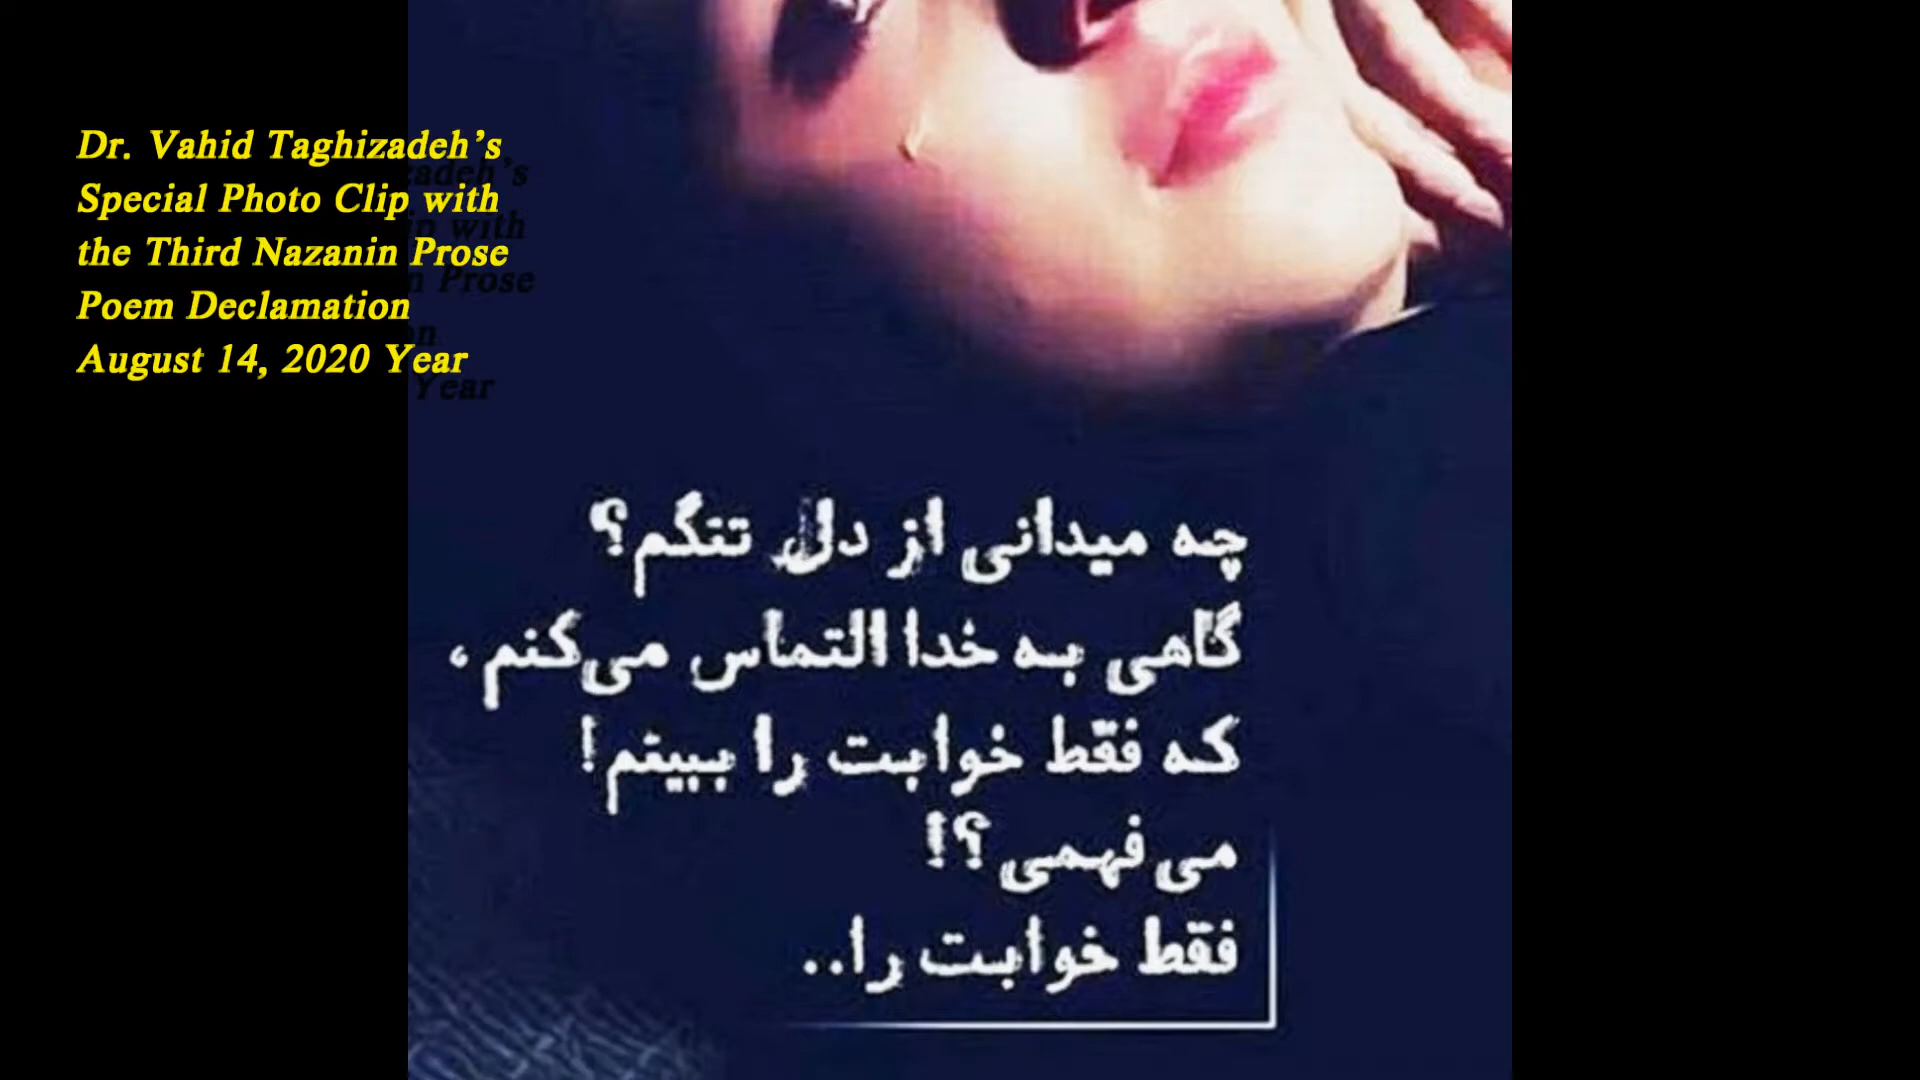 Dr. Vahid Taghizadeh's
Special Photo Clip with
the Third Nazanin Prose
Poem Declamation
August 14, 2020 Year
چه میدانی از دل تنگم؟
گاهی به خدا التماس می‌کنم،
که فقط خوابت را ببینم!
می‌فهمی؟!
فقط خوابت را..